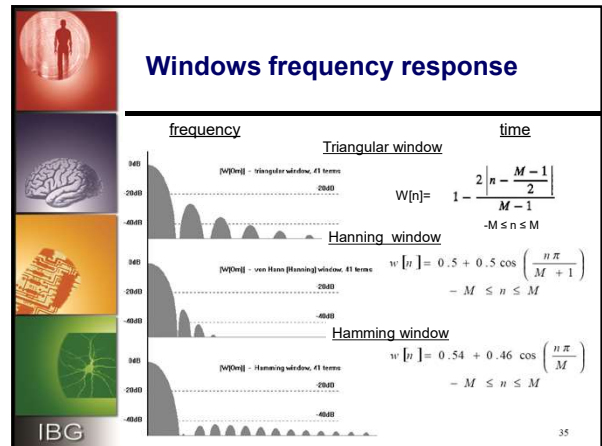 Windows frequency response
frequency
time
Triangular window
0dB
|W[Om]| - triangular window, 41 terms
-20dB
-20dB
-40dB
W[n]= 1 - 2|n - (M - 1)/2| / (M - 1)
-M ≤ n ≤ M
Hanning window
0dB
|W[Om]| - von Hann (Hanning) window, 41 terms
-20dB
-20dB
-40dB
-40dB
w [n] = 0.5 + 0.5 cos (nπ / (M + 1))
- M ≤ n ≤ M
Hamming window
0dB
|W[Om]| - Hamming window, 41 terms
-20dB
-20dB
-40dB
-40dB
w [n] = 0.54 + 0.46 cos (nπ / M)
- M ≤ n ≤ M
IBG
35